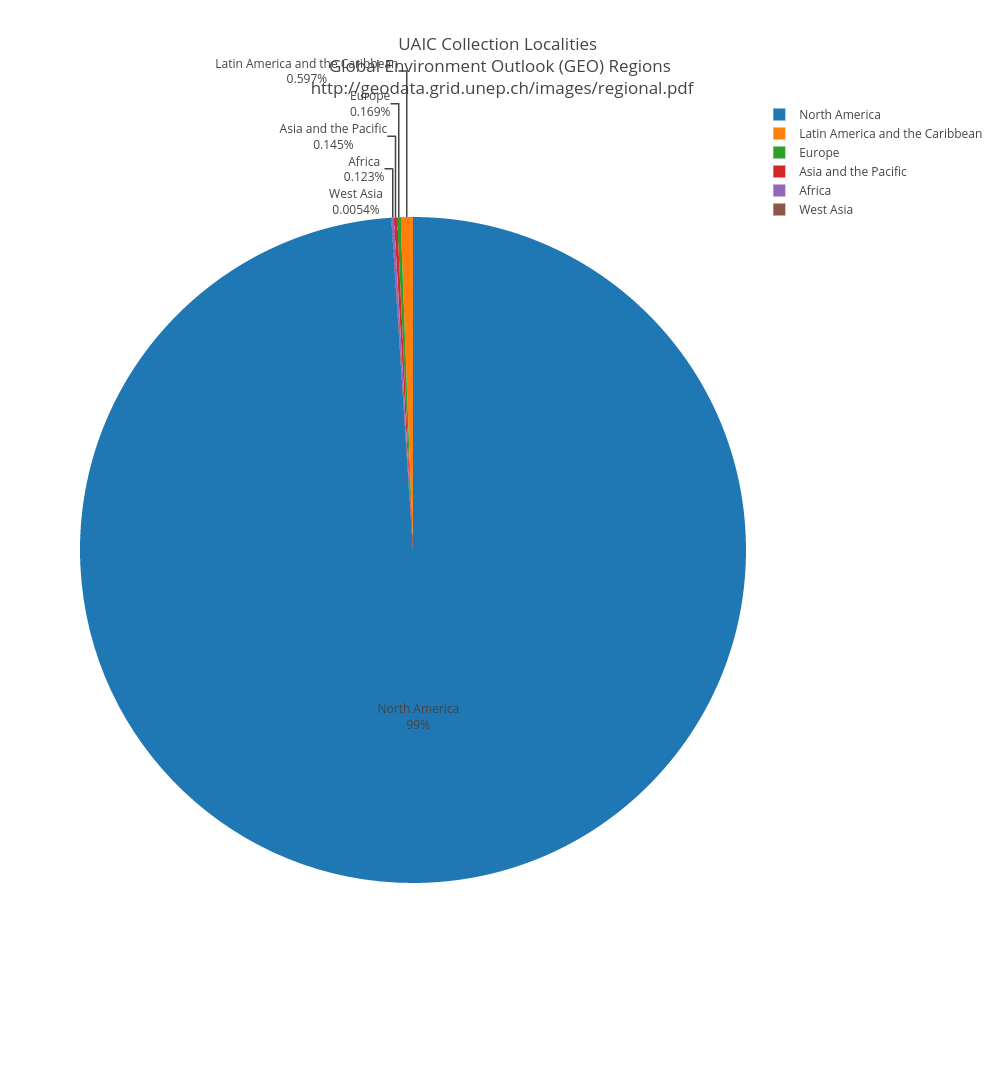 UAIC Collection Localities
Global Environment Outlook (GEO) Regions
http://geodata.grid.unep.ch/images/regional.pdf
Latin America and the Caribbean
0.597%
Europe
0.169%
Asia and the Pacific
0.145%
Africa
0.123%
West Asia
0.0054%
North America
99%
North America
Latin America and the Caribbean
Europe
Asia and the Pacific
Africa
West Asia